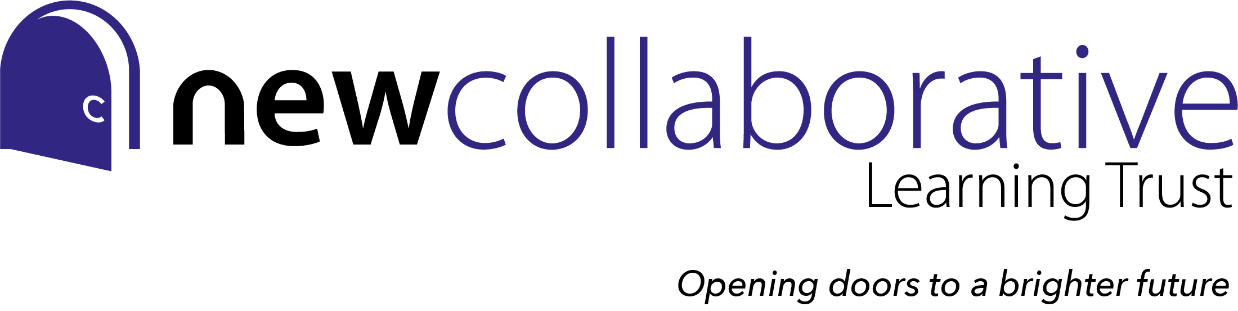 c
newcollaborative
Learning Trust
Opening doors to a brighter future